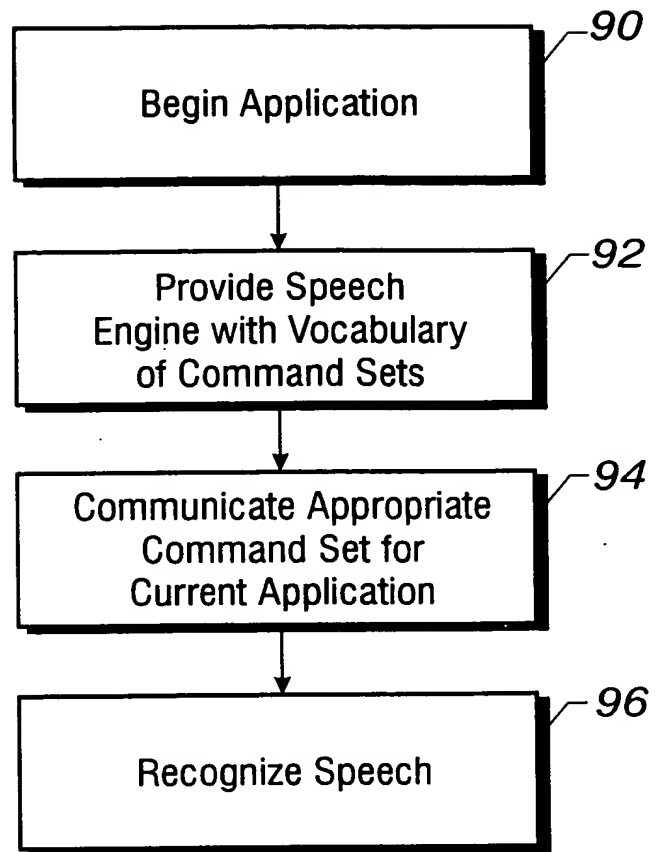 90
Begin Application
92
Provide Speech
Engine with Vocabulary
of Command Sets
94
Communicate Appropriate
Command Set for
Current Application
96
Recognize Speech